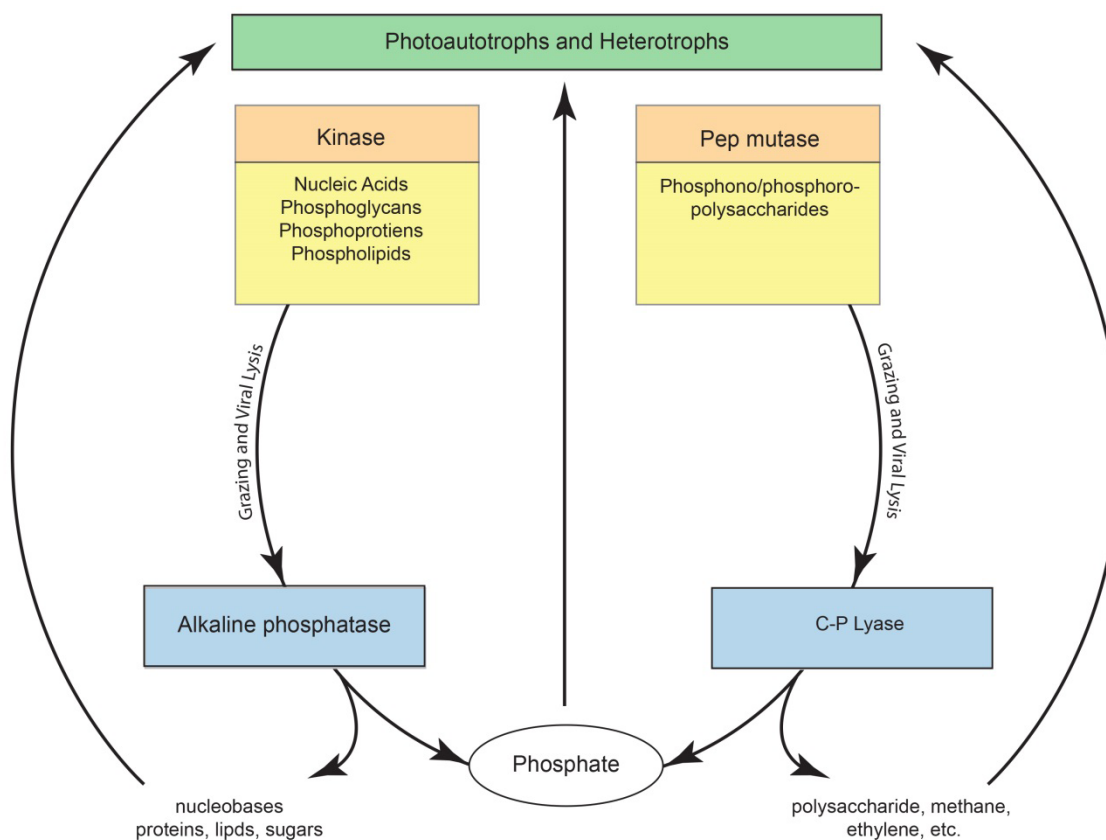 Photoautotrophs and Heterotrophs
Kinase
Nucleic Acids
Phosphoglycans
Phosphoprotiens
Phospholipids
Pep mutase
Phosphono/phosphoro-
polysaccharides
Grazing and Viral Lysis
Grazing and Viral Lysis
Alkaline phosphatase
C-P Lyase
Phosphate
nucleobases
proteins, lipds, sugars
polysaccharide, methane,
ethylene, etc.